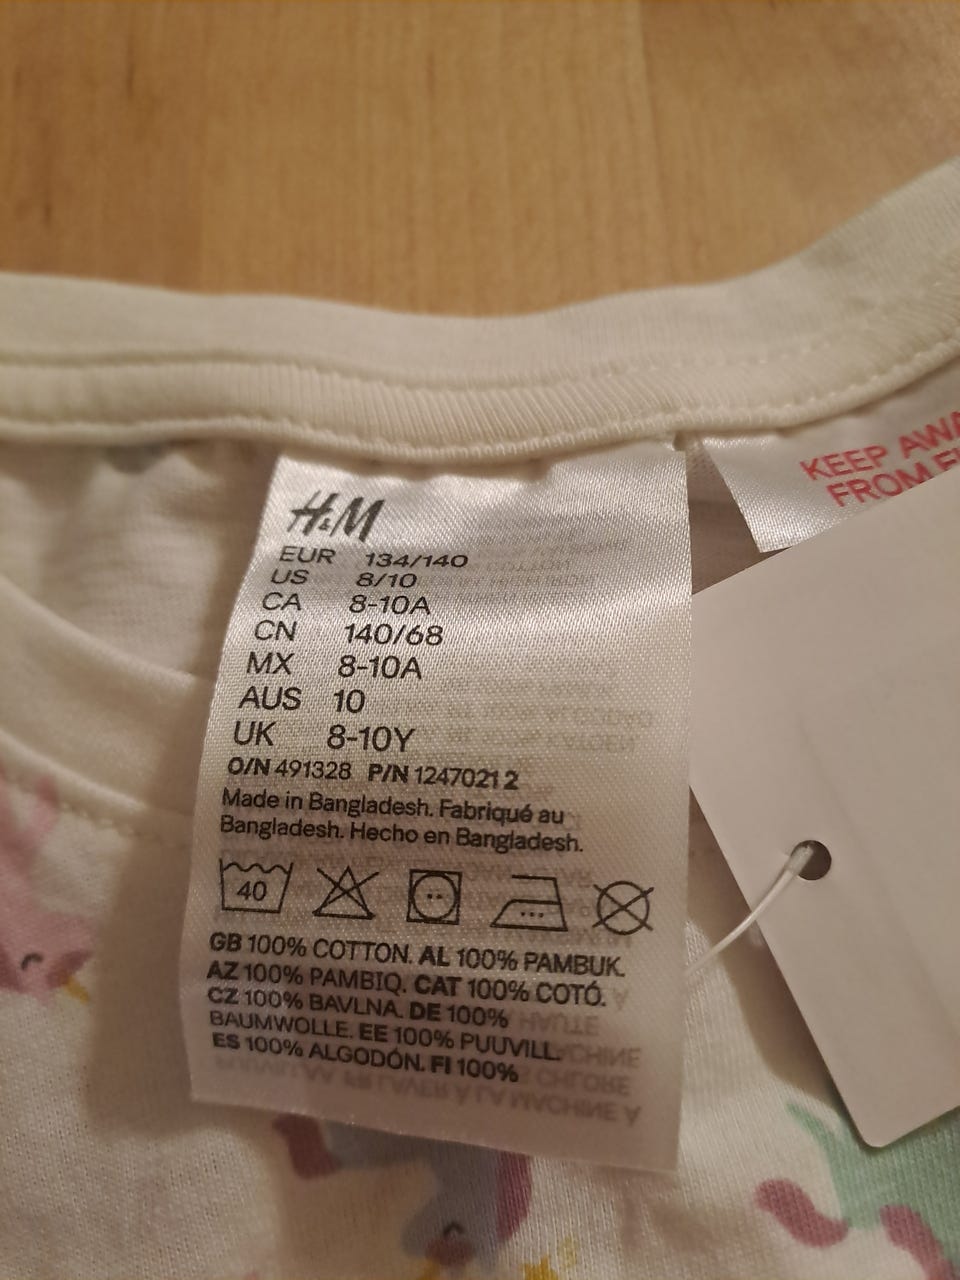 H&M
EUR 134/140
US 8/10
CA 8-10A
CN 140/68
MX 8-10A
AUS 10
UK 8-10Y
O/N 491328 P/N 1247021 2
Made in Bangladesh. Fabriqué au
Bangladesh. Hecho en Bangladesh.
40
GB 100% COTTON. AL 100% PAMBUK.
AZ 100% PAMBIQ. CAT 100% COTÓ.
CZ 100% BAVLNA. DE 100%
BAUMWOLLE. EE 100% PUUVILL.
ES 100% ALGODÓN. FI 100%
KEEP
FROM